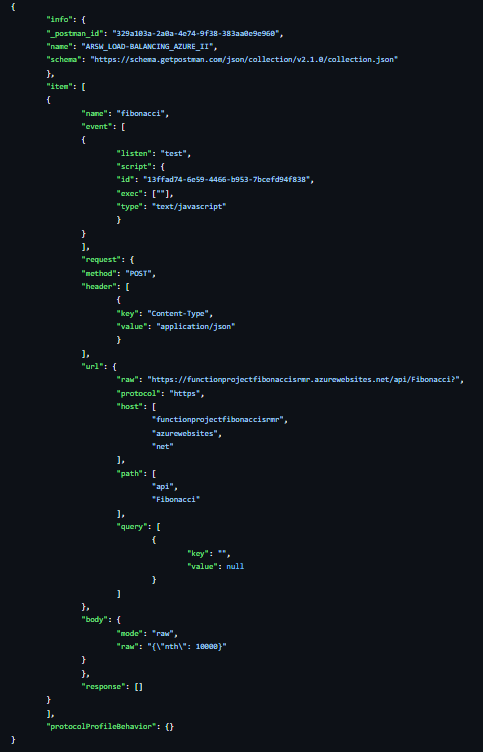 {
"info": {
"_postman_id": "329a103a-2a0a-4e74-9f38-383aa0e9e960",
"name": "ARSW_LOAD-BALANCING_AZURE_II",
"schema": "https://schema.getpostman.com/json/collection/v2.1.0/collection.json"
},
"item": [
{
"name": "fibonacci",
"event": [
{
"listen": "test",
"script": {
"id": "13ffad74-6e59-4466-b953-7bcefd94f838",
"exec": [""],
"type": "text/javascript"
}
}
],
"request": {
"method": "POST",
"header": [
{
"key": "Content-Type",
"value": "application/json"
}
],
"url": {
"raw": "https://functionprojectfibonaccisrmr.azurewebsites.net/api/Fibonacci?",
"protocol": "https",
"host": [
"functionprojectfibonaccisrmr",
"azurewebsites",
"net"
],
"path": [
"api",
"Fibonacci"
],
"query": [
{
"key": "",
"value": null
}
]
},
"body": {
"mode": "raw",
"raw": "{\"nth\": 10000}"
}
},
"response": []
}
],
"protocolProfileBehavior": {}
}